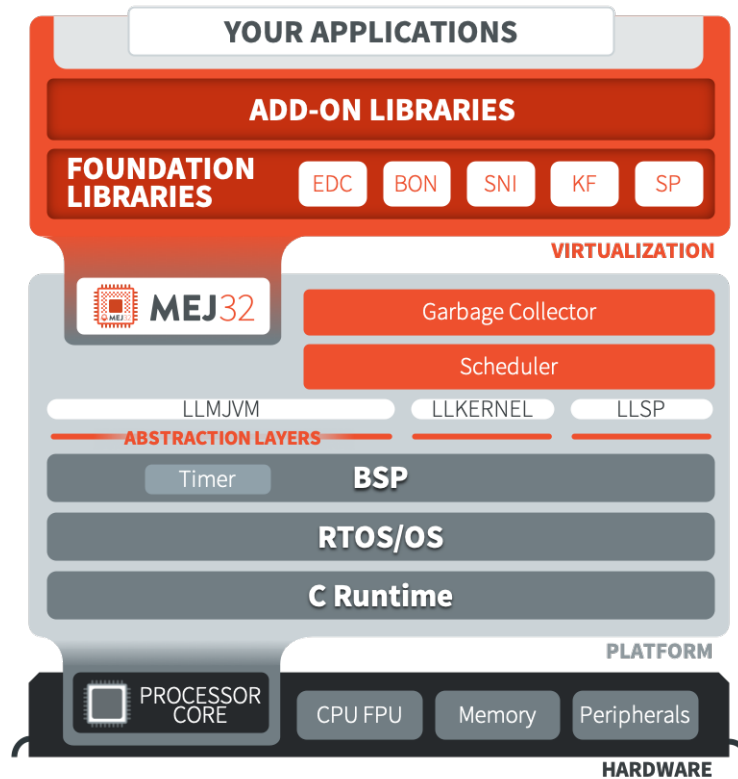 YOUR APPLICATIONS
ADD-ON LIBRARIES
FOUNDATION
LIBRARIES
EDC
BON
SNI
KF
SP
VIRTUALIZATION
MEJ32
MEJ32
Garbage Collector
Scheduler
LLMJVM
LLKERNEL
LLSP
ABSTRACTION LAYERS
Timer
BSP
RTOS/OS
C Runtime
PLATFORM
PROCESSOR
CORE
CPU FPU
Memory
Peripherals
HARDWARE